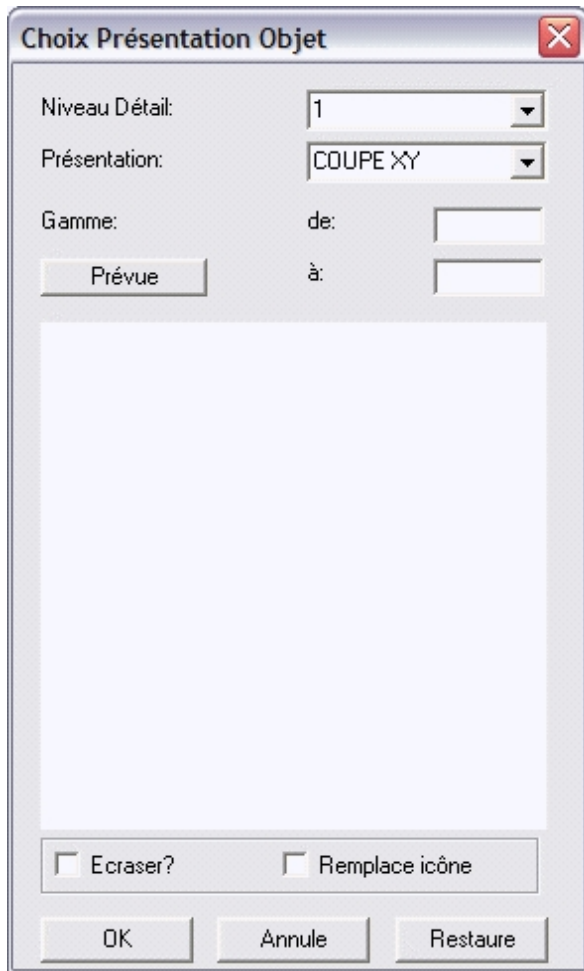 Choix Présentation Objet
Niveau Détail: 1
Présentation: COUPE XY
Gamme: de:
Prévue à:
Ecraser? Remplace icône
OK Annule Restaure